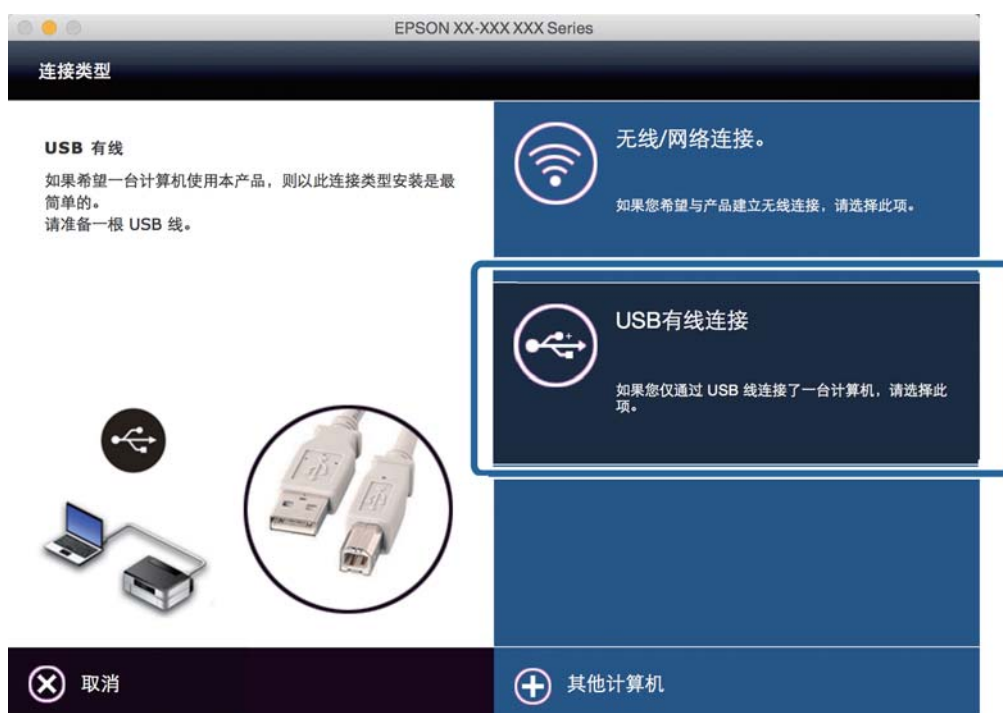 EPSON XX-XXX XXX Series
连接类型
USB 有线
如果希望一台计算机使用本产品，则以此连接类型安装是最
简单的。
请准备一根 USB 线。
无线/网络连接。
如果您希望与产品建立无线连接，请选择此项。
USB有线连接
如果您仅通过 USB 线连接了一台计算机，请选择此
项。
取消
其他计算机